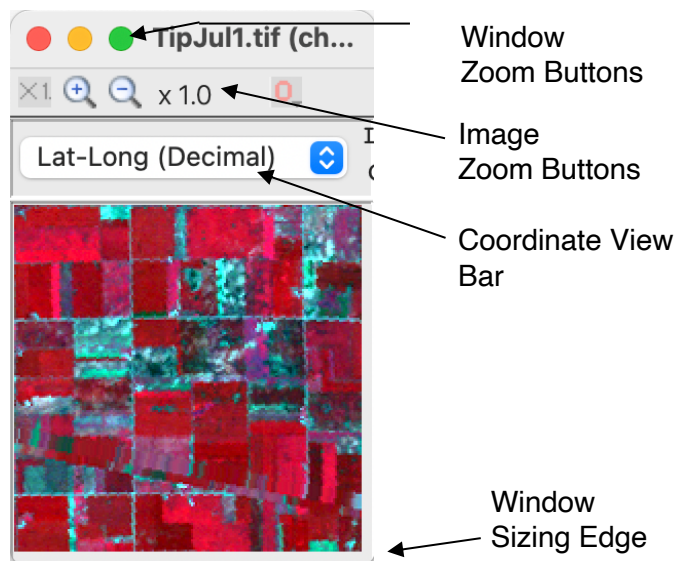 TipJul1.tif (ch...
Window
Zoom Buttons
x 1.0
Image
Zoom Buttons
Lat-Long (Decimal)
Coordinate View
Bar
Window
Sizing Edge